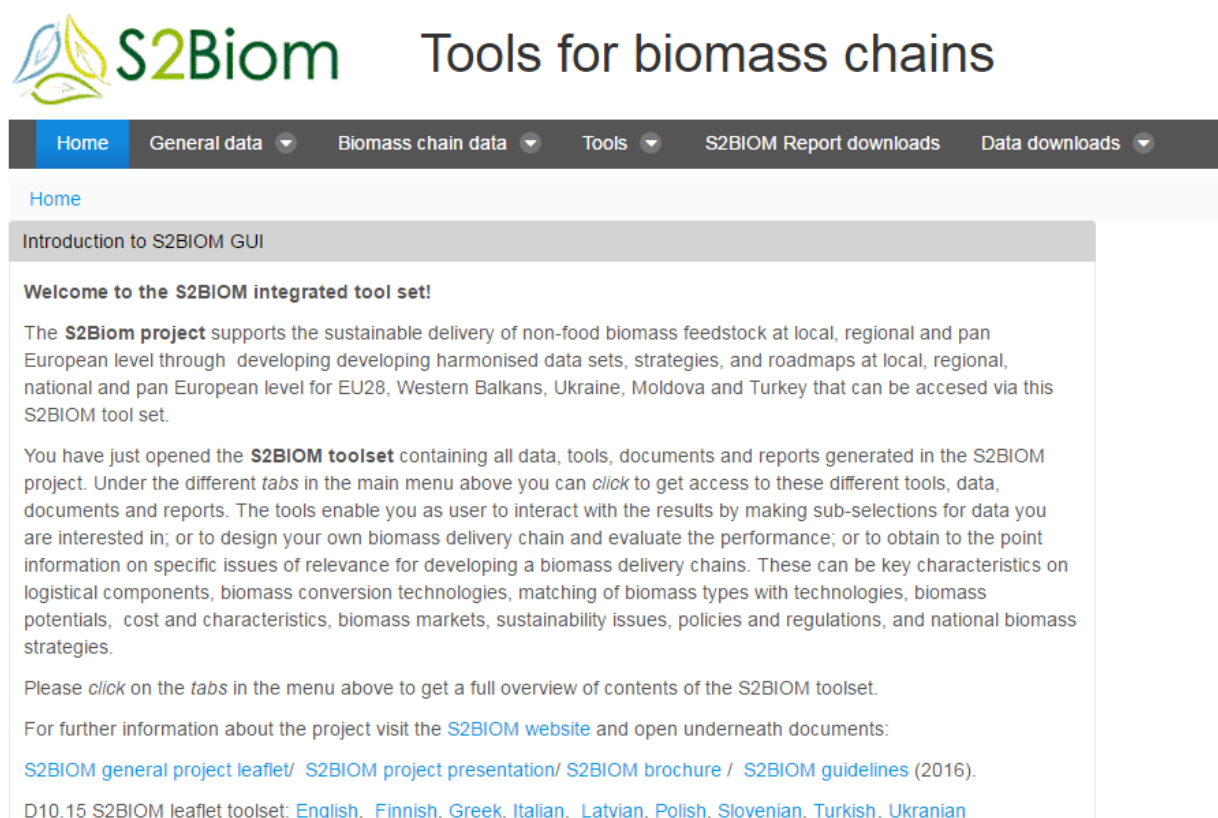 S2Biom Tools for biomass chains
Home General data Biomass chain data Tools S2BIOM Report downloads Data downloads
Home
Introduction to S2BIOM GUI
Welcome to the S2BIOM integrated tool set!
The S2Biom project supports the sustainable delivery of non-food biomass feedstock at local, regional and pan
European level through developing developing harmonised data sets, strategies, and roadmaps at local, regional,
national and pan European level for EU28, Western Balkans, Ukraine, Moldova and Turkey that can be accesed via this
S2BIOM tool set.
You have just opened the S2BIOM toolset containing all data, tools, documents and reports generated in the S2BIOM
project. Under the different tabs in the main menu above you can click to get access to these different tools, data,
documents and reports. The tools enable you as user to interact with the results by making sub-selections for data you
are interested in; or to design your own biomass delivery chain and evaluate the performance; or to obtain to the point
information on specific issues of relevance for developing a biomass delivery chains. These can be key characteristics on
logistical components, biomass conversion technologies, matching of biomass types with technologies, biomass
potentials, cost and characteristics, biomass markets, sustainability issues, policies and regulations, and national biomass
strategies.
Please click on the tabs in the menu above to get a full overview of contents of the S2BIOM toolset.
For further information about the project visit the S2BIOM website and open underneath documents:
S2BIOM general project leaflet/ S2BIOM project presentation/ S2BIOM brochure / S2BIOM guidelines (2016).
D10.15 S2BIOM leaflet toolset: English, Finnish, Greek, Italian, Latvian, Polish, Slovenian, Turkish, Ukranian